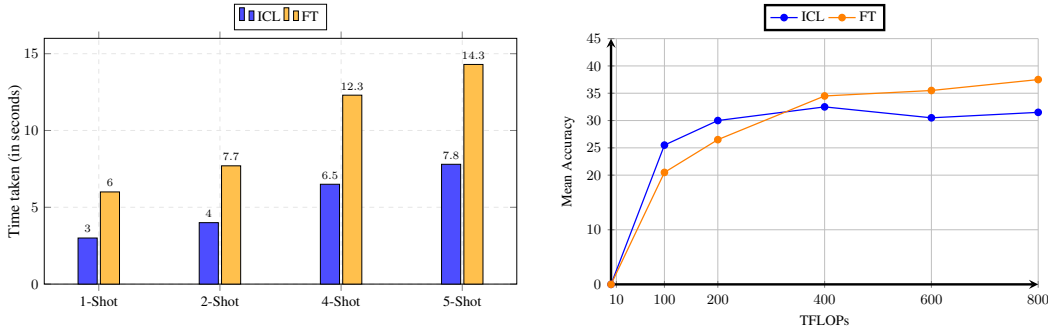 ICL FT
15
10
5
0
Time taken (in seconds)
3
6
4
7.7
6.5
12.3
7.8
14.3
1-Shot 2-Shot 4-Shot 5-Shot
ICL FT
45
40
35
30
25
20
10
0
Mean Accuracy
10 100 200 400 600 800
TFLOPs